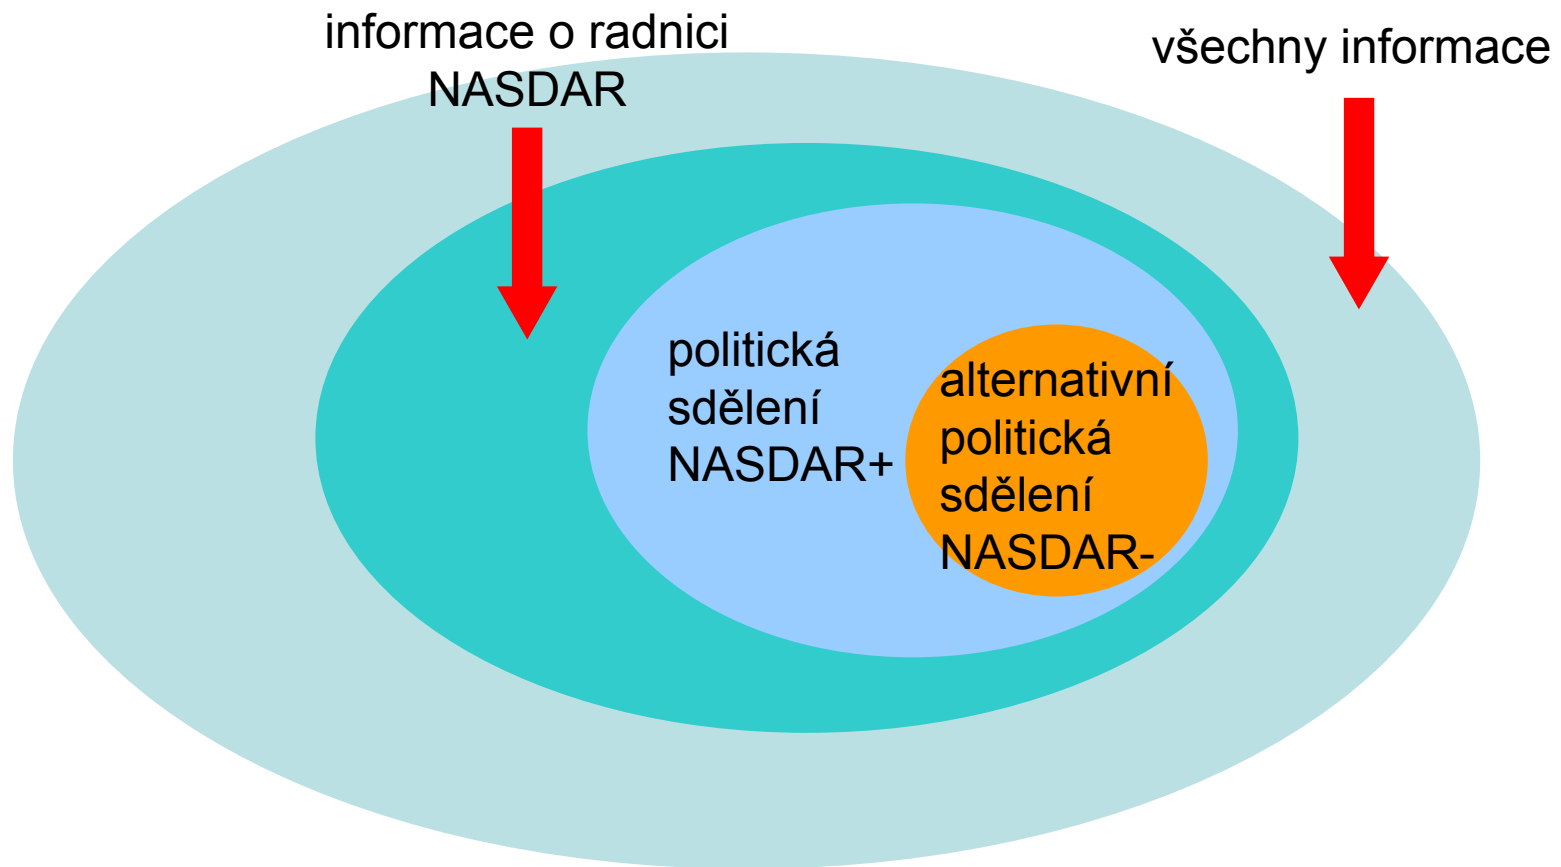 informace o radnici
NASDAR
všechny informace
politická
sdělení
NASDAR+
alternativní
politická
sdělení
NASDAR-